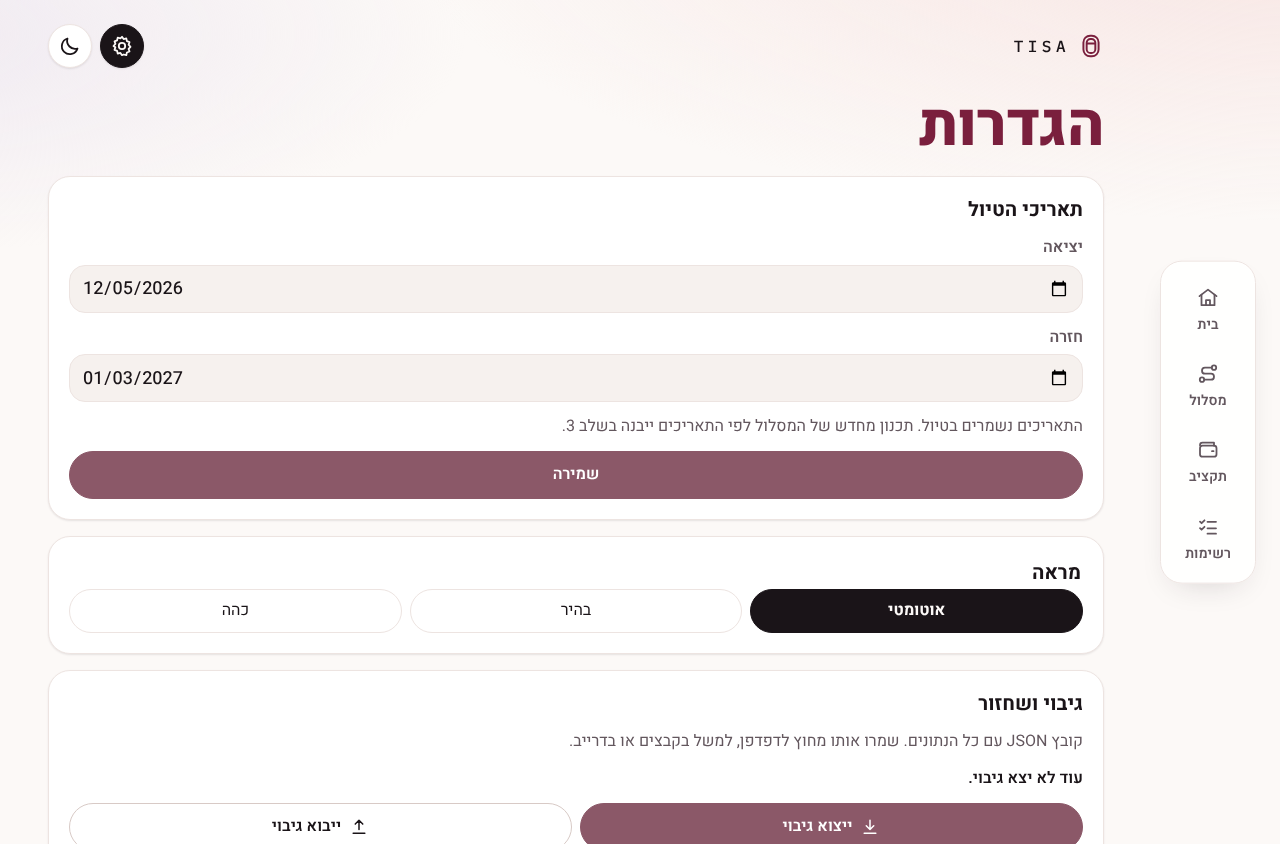 TISA
הגדרות
תאריכי הטיול
יציאה
12/05/2026
חזרה
01/03/2027
התאריכים נשמרים בטיול. תכנון מחדש של המסלול לפי התאריכים ייבנה בשלב 3.
שמירה
מראה
אוטומטי
בהיר
כהה
גיבוי ושחזור
קובץ JSON עם כל הנתונים. שמרו אותו מחוץ לדפדפן, למשל בקבצים או בדרייב.
עוד לא יצא גיבוי.
ייצוא גיבוי
ייבוא גיבוי
בית
מסלול
תקציב
רשימות